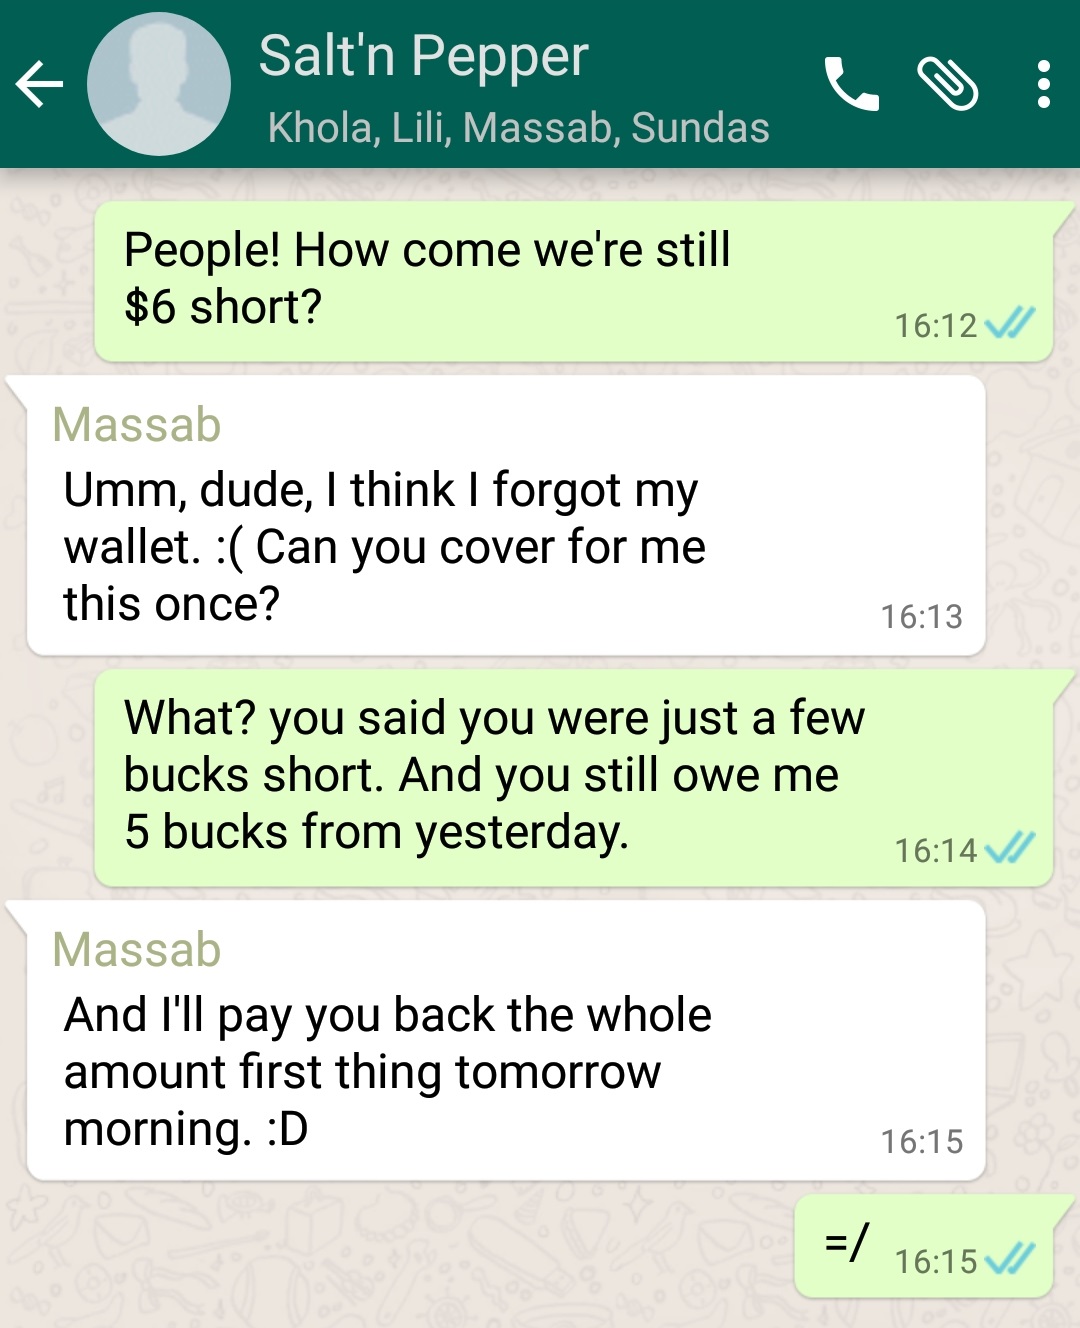 Salt'n Pepper
Khola, Lili, Massab, Sundas
People! How come we're still
$6 short?
16:12
Massab
Umm, dude, I think I forgot my
wallet. :( Can you cover for me
this once?
16:13
What? you said you were just a few
bucks short. And you still owe me
5 bucks from yesterday.
16:14
Massab
And I'll pay you back the whole
amount first thing tomorrow
morning. :D
16:15
=/
16:15